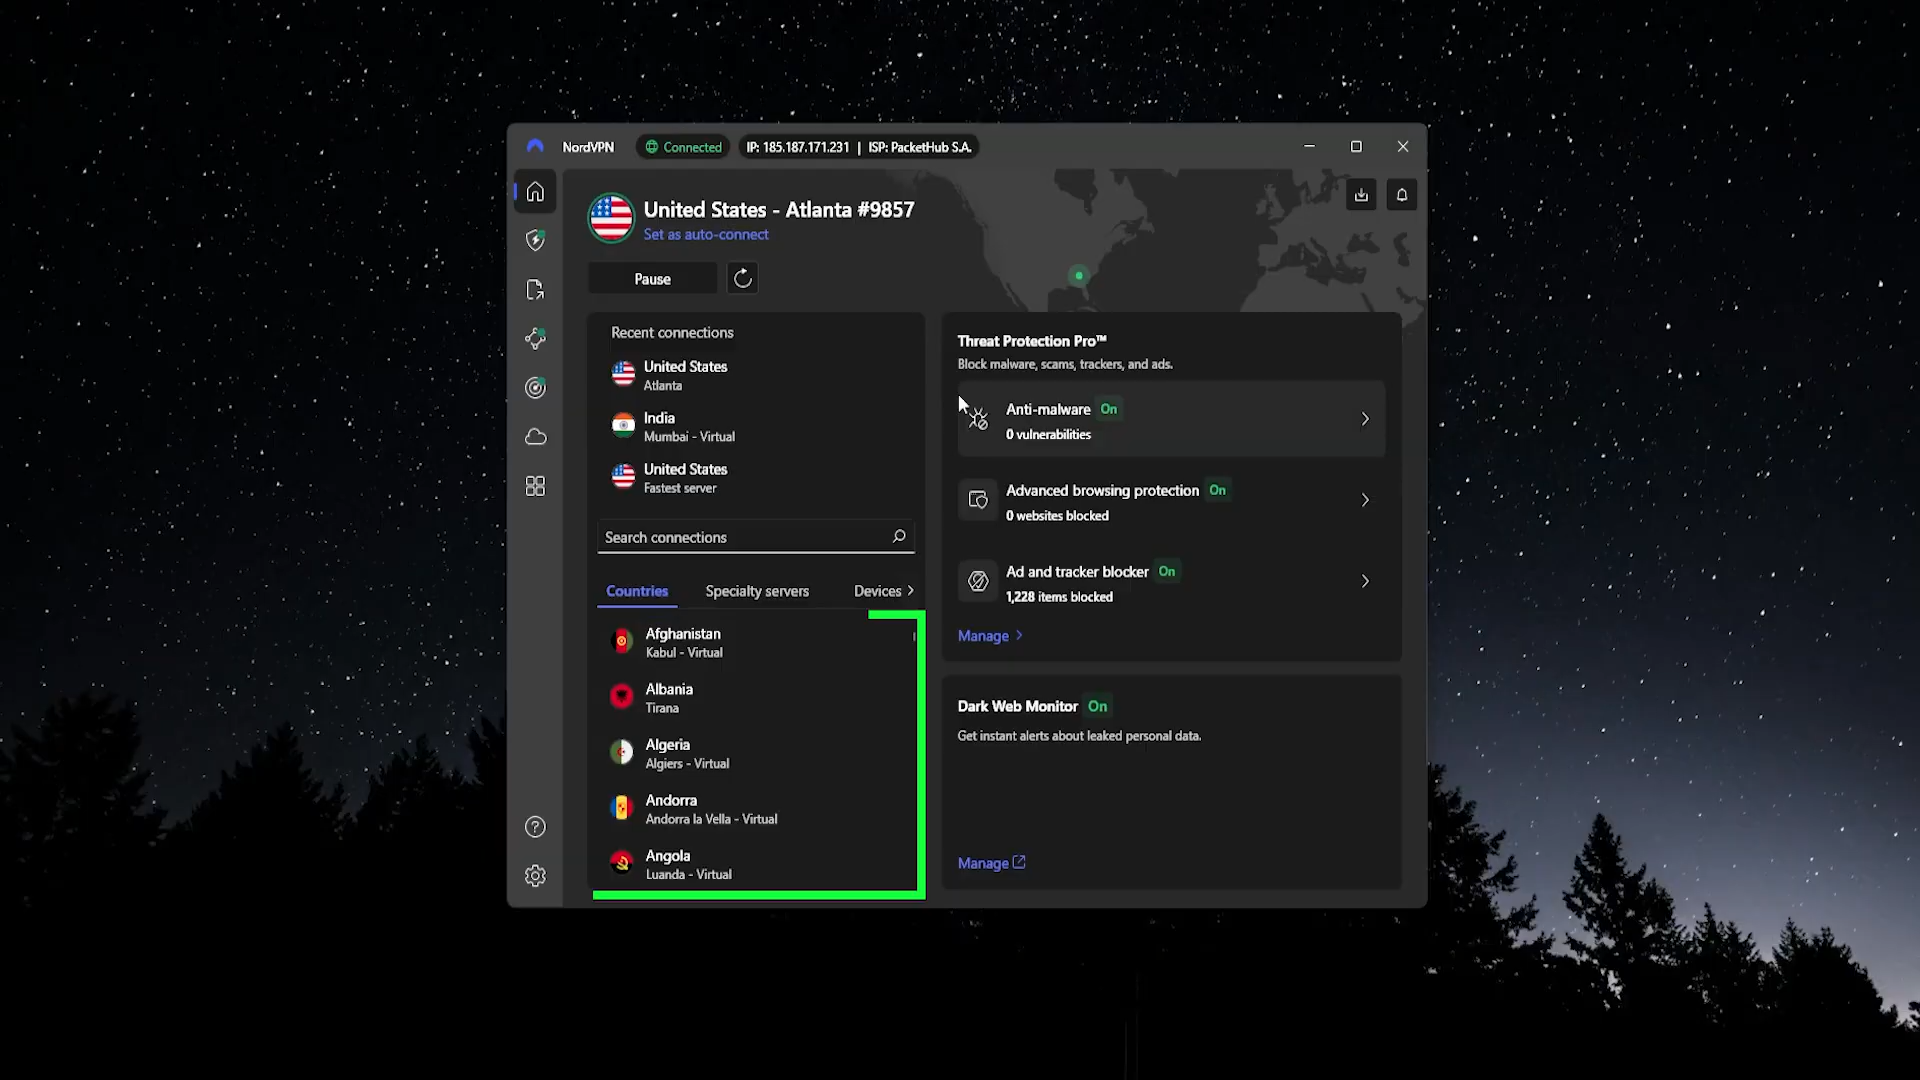 NordVPN
Connected
IP: 185.187.171.231 | ISP: PacketHub S.A.
United States - Atlanta #9857
Set as auto-connect
Pause
Recent connections
United States
Atlanta
India
Mumbai - Virtual
United States
Fastest server
Search connections
Countries
Specialty servers
Devices
Afghanistan
Kabul - Virtual
Albania
Tirana
Algeria
Algiers - Virtual
Andorra
Andorra la Vella - Virtual
Angola
Luanda - Virtual
Threat Protection Pro™
Block malware, scams, trackers, and ads.
Anti-malware On
0 vulnerabilities
Advanced browsing protection On
0 websites blocked
Ad and tracker blocker On
1,228 items blocked
Manage
Dark Web Monitor On
Get instant alerts about leaked personal data.
Manage